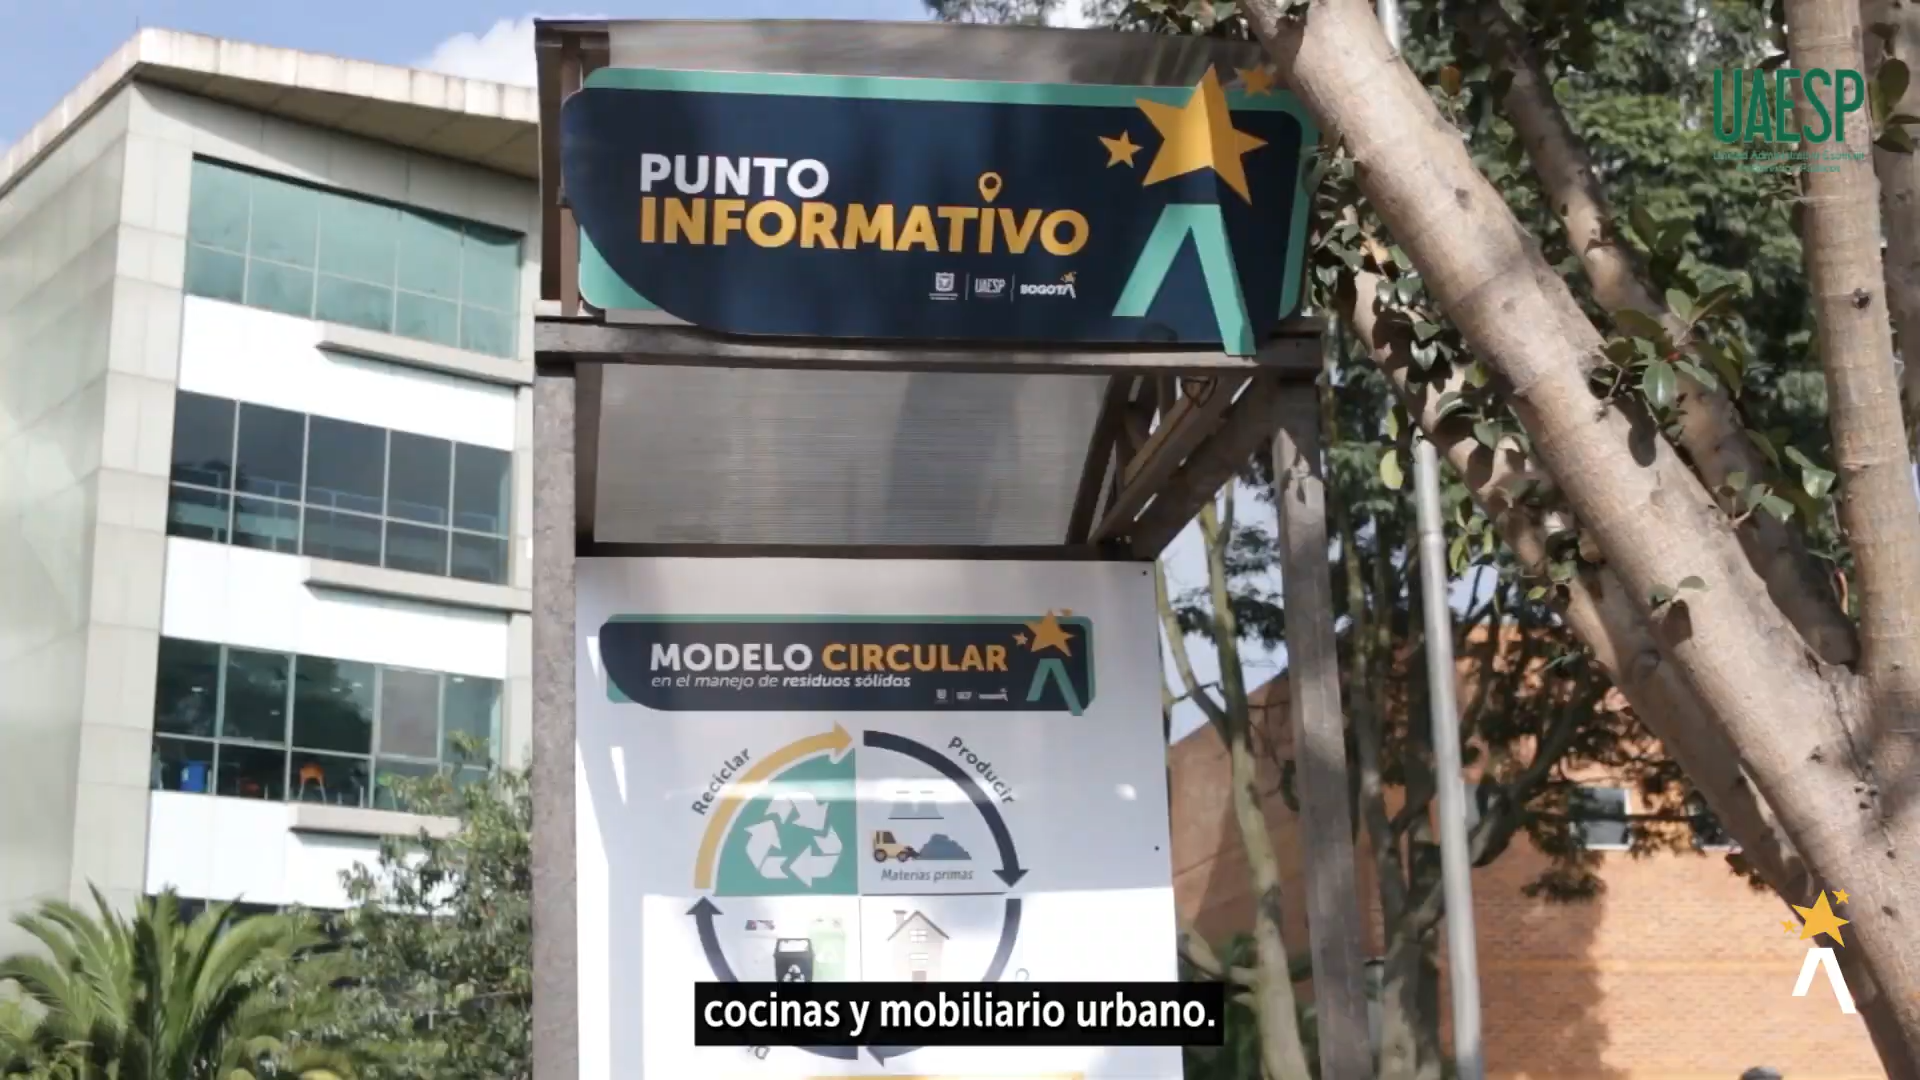 UAESP
PUNTO
INFORMATIVO
UAESP
BOGOTÁ
MODELO CIRCULAR
en el manejo de residuos sólidos
Reciclar
Producir
Materias primas
cocinas y mobiliario urbano.